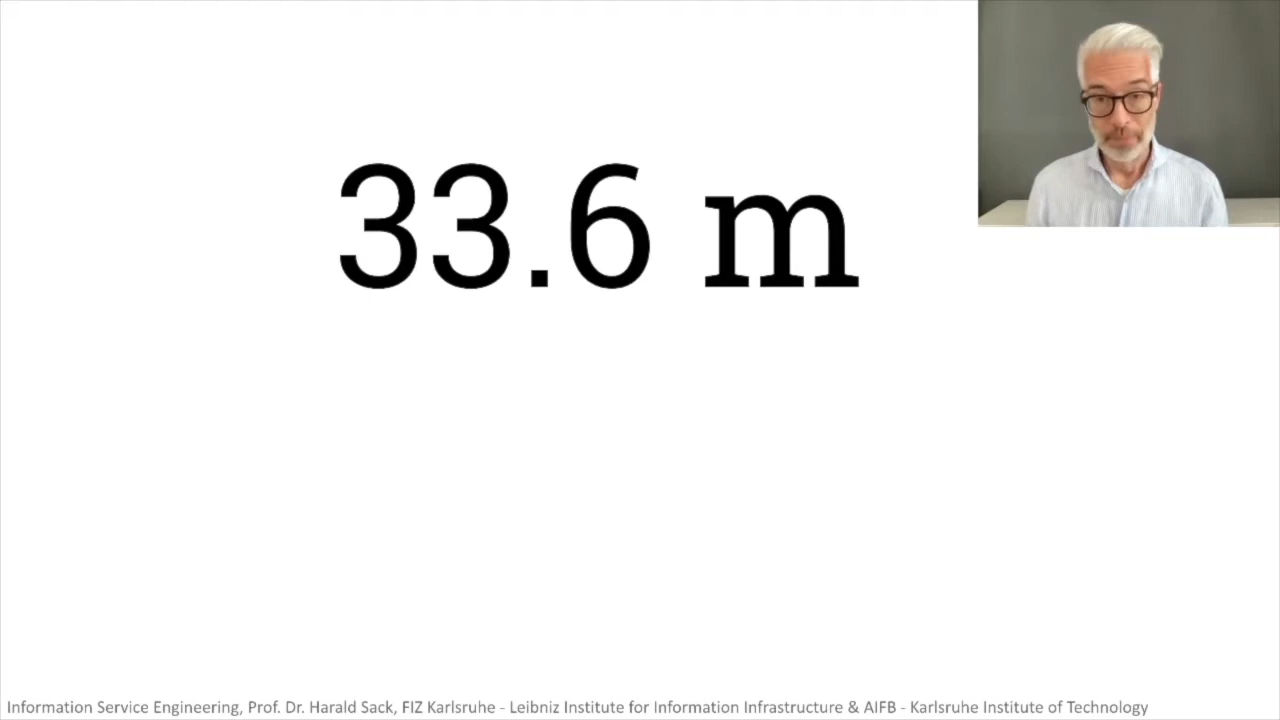 33.6 m
Information Service Engineering, Prof. Dr. Harald Sack, FIZ Karlsruhe - Leibniz Institute for Information Infrastructure & AIFB - Karlsruhe Institute of Technology